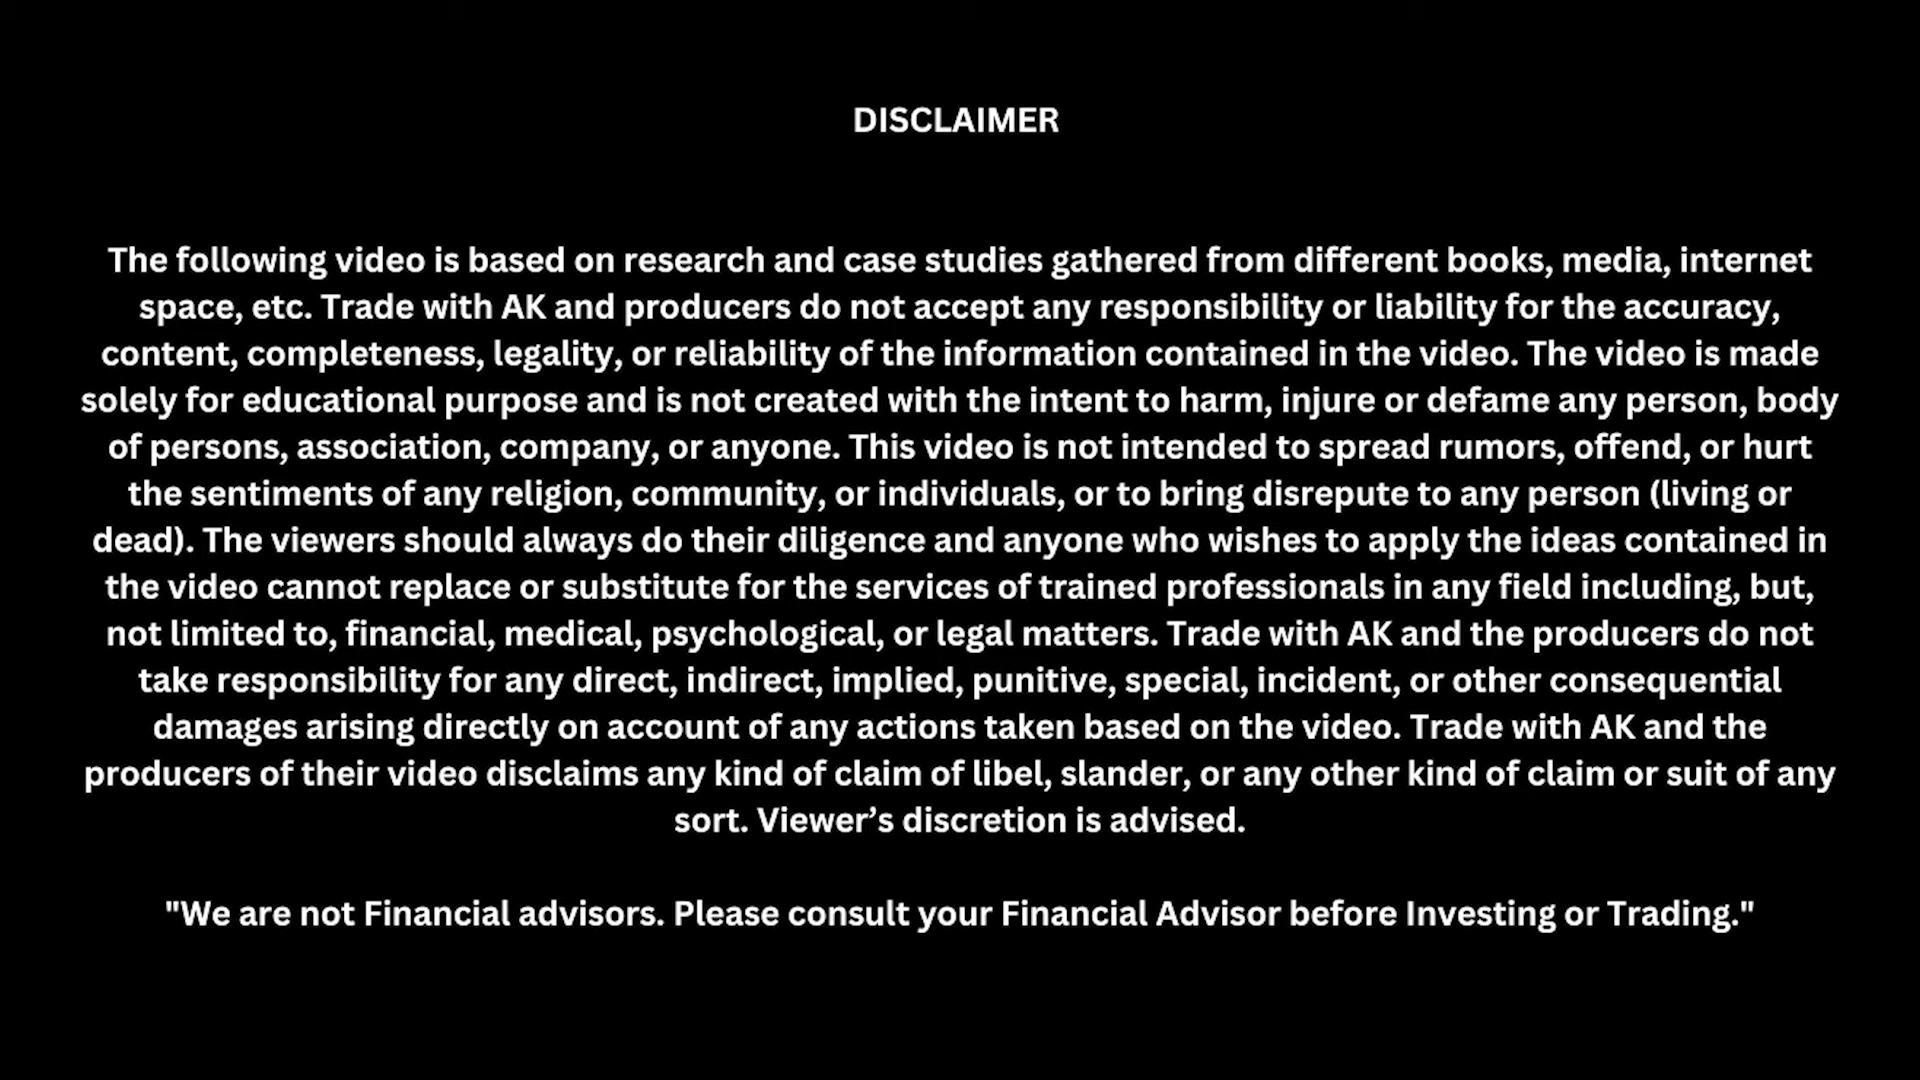 DISCLAIMER
The following video is based on research and case studies gathered from different books, media, internet
space, etc. Trade with AK and producers do not accept any responsibility or liability for the accuracy,
content, completeness, legality, or reliability of the information contained in the video. The video is made
solely for educational purpose and is not created with the intent to harm, injure or defame any person, body
of persons, association, company, or anyone. This video is not intended to spread rumors, offend, or hurt
the sentiments of any religion, community, or individuals, or to bring disrepute to any person (living or
dead). The viewers should always do their diligence and anyone who wishes to apply the ideas contained in
the video cannot replace or substitute for the services of trained professionals in any field including, but,
not limited to, financial, medical, psychological, or legal matters. Trade with AK and the producers do not
take responsibility for any direct, indirect, implied, punitive, special, incident, or other consequential
damages arising directly on account of any actions taken based on the video. Trade with AK and the
producers of their video disclaims any kind of claim of libel, slander, or any other kind of claim or suit of any
sort. Viewer’s discretion is advised.
"We are not Financial advisors. Please consult your Financial Advisor before Investing or Trading."